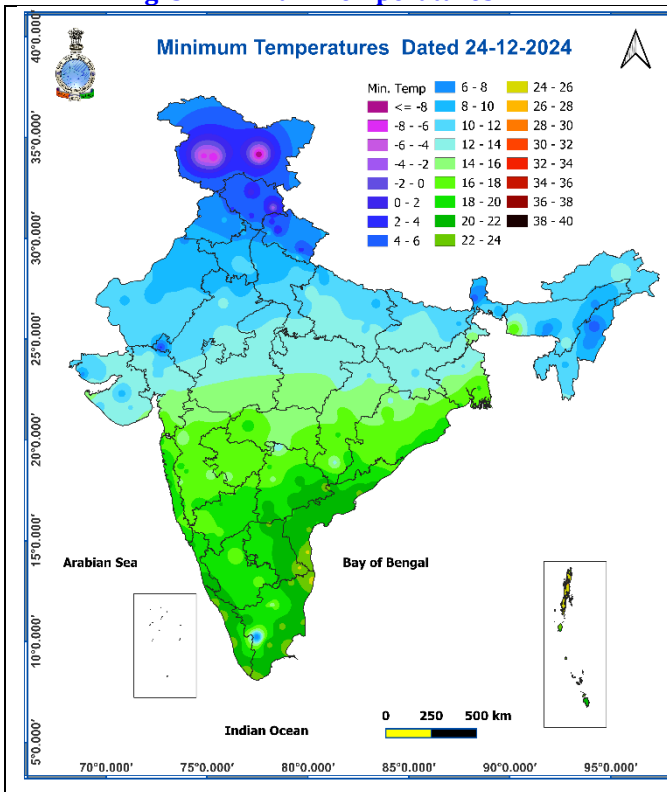 Minimum Temperatures Dated 24-12-2024
Min. Temp
<= -8
-8 - -6
-6 - -4
-4 - -2
-2 - 0
0 - 2
2 - 4
4 - 6
6 - 8
8 - 10
10 - 12
12 - 14
14 - 16
16 - 18
18 - 20
20 - 22
22 - 24
24 - 26
26 - 28
28 - 30
30 - 32
32 - 34
34 - 36
36 - 38
38 - 40
40°0.000'
35°0.000'
30°0.000'
25°0.000'
20°0.000'
15°0.000'
10°0.000'
5°0.000'
Arabian Sea
Bay of Bengal
Indian Ocean
0 250 500 km
70°0.000' 75°0.000' 80°0.000' 85°0.000' 90°0.000' 95°0.000'